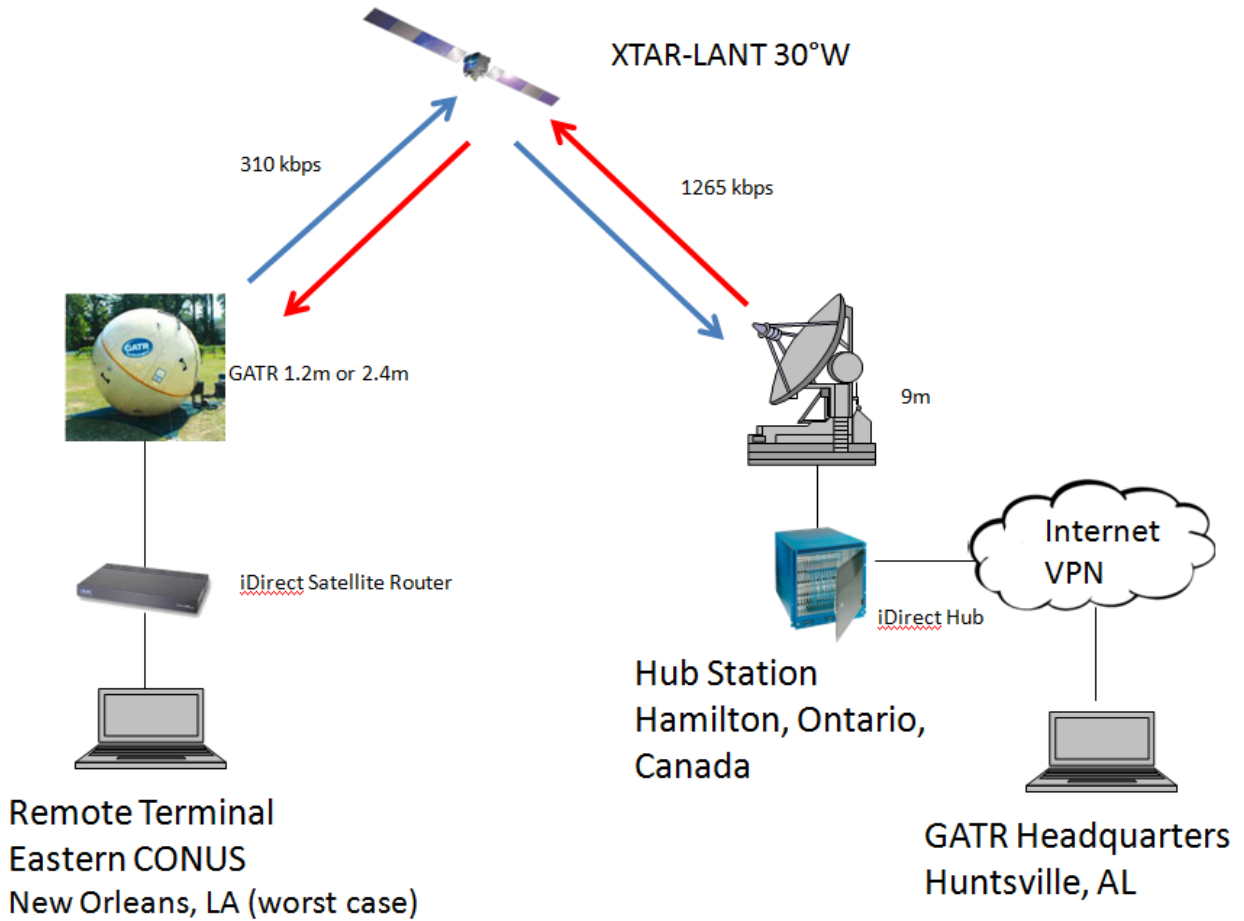 XTAR-LANT 30°W
310 kbps
1265 kbps
GATR
GATR 1.2m or 2.4m
9m
iDirect Satellite Router
Internet
VPN
iDirect Hub
Hub Station
Hamilton, Ontario,
Canada
Remote Terminal
Eastern CONUS
New Orleans, LA (worst case)
GATR Headquarters
Huntsville, AL